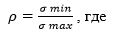 ρ = σ min / σ max , где